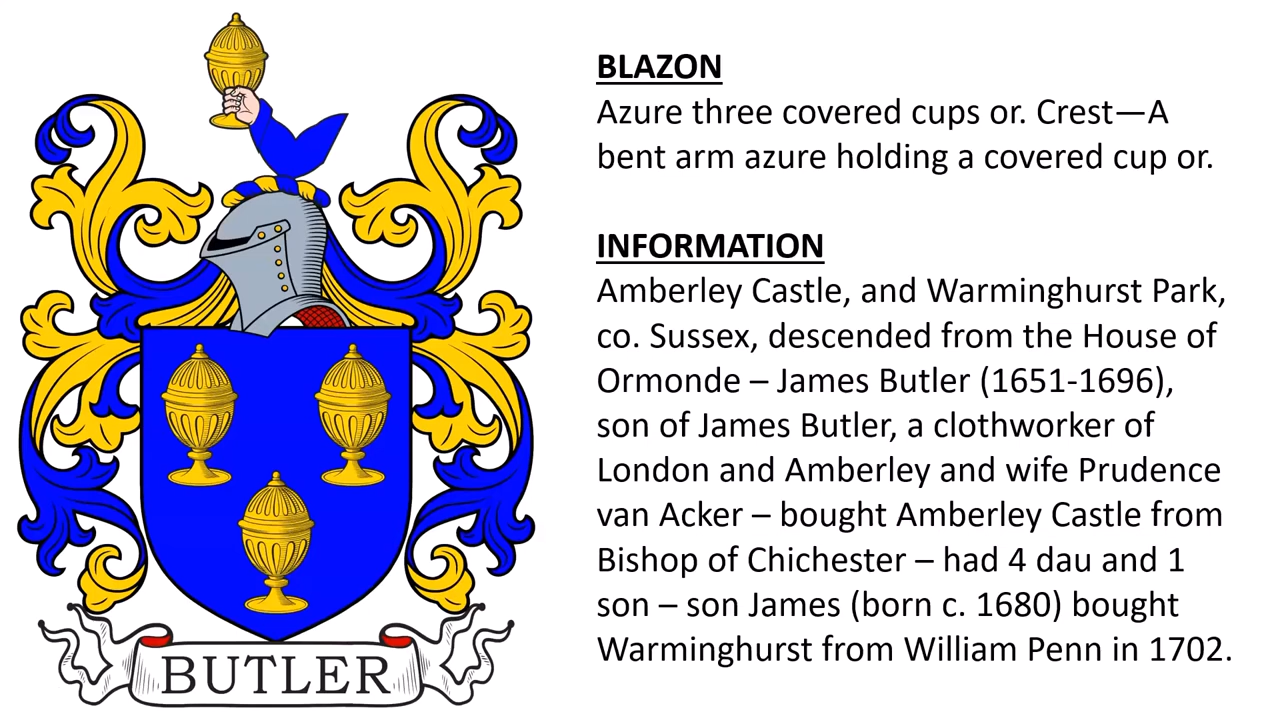 BLAZON
Azure three covered cups or. Crest—A
bent arm azure holding a covered cup or.
INFORMATION
Amberley Castle, and Warminghurst Park,
co. Sussex, descended from the House of
Ormonde – James Butler (1651-1696),
son of James Butler, a clothworker of
London and Amberley and wife Prudence
van Acker – bought Amberley Castle from
Bishop of Chichester – had 4 dau and 1
son – son James (born c. 1680) bought
Warminghurst from William Penn in 1702.
BUTLER